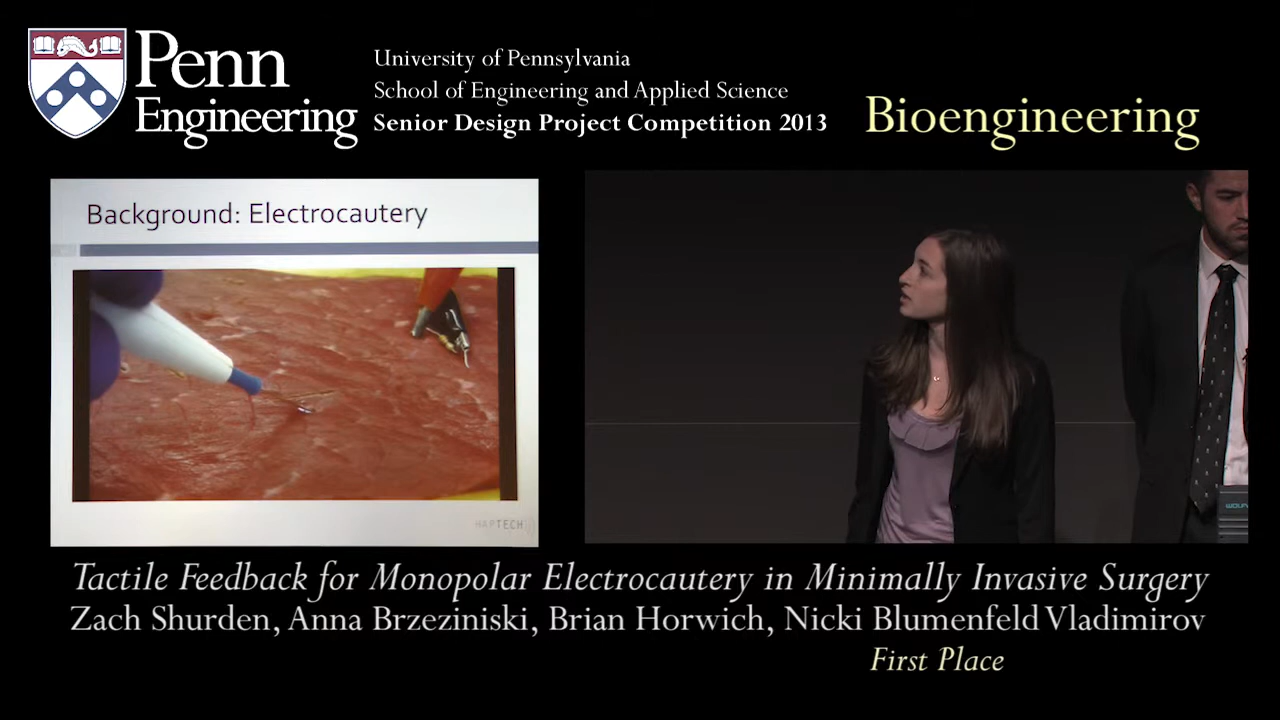 Penn
Engineering
University of Pennsylvania
School of Engineering and Applied Science
Senior Design Project Competition 2013
Bioengineering
Background: Electrocautery
HAPTECH
Tactile Feedback for Monopolar Electrocautery in Minimally Invasive Surgery
Zach Shurden, Anna Brzeziniski, Brian Horwich, Nicki Blumenfeld Vladimirov
First Place